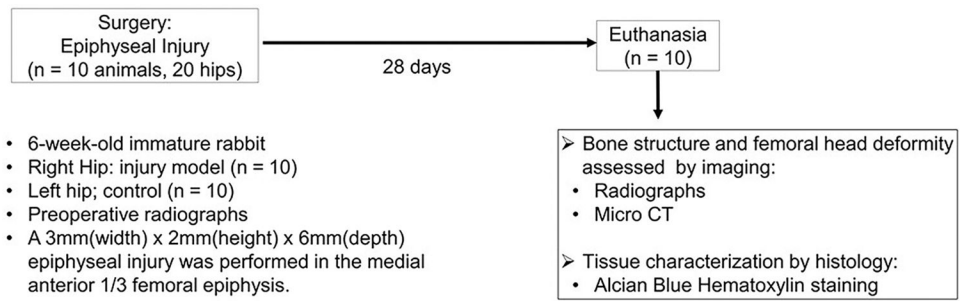 Surgery:
Epiphyseal Injury
(n = 10 animals, 20 hips)
28 days
Euthanasia
(n = 10)
• 6-week-old immature rabbit
• Right Hip: injury model (n = 10)
• Left hip; control (n = 10)
• Preoperative radiographs
• A 3mm(width) x 2mm(height) x 6mm(depth)
epiphyseal injury was performed in the medial
anterior 1/3 femoral epiphysis.
➢ Bone structure and femoral head deformity
assessed by imaging:
• Radiographs
• Micro CT
➢ Tissue characterization by histology:
• Alcian Blue Hematoxylin staining